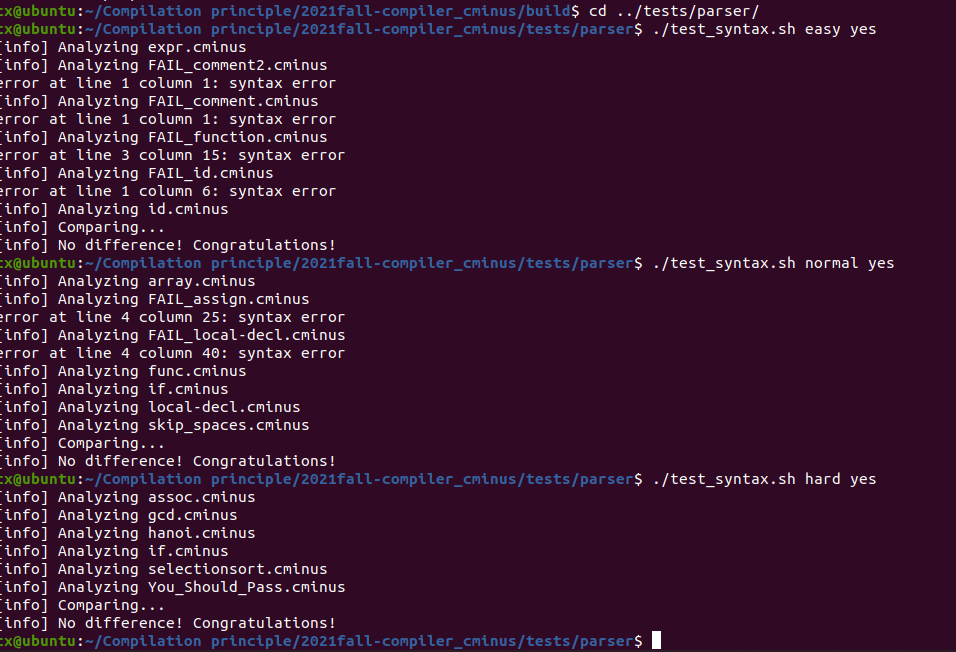 cx@ubuntu:~/Compilation principle/2021fall-compiler_cminus/build$ cd ../tests/parser/
cx@ubuntu:~/Compilation principle/2021fall-compiler_cminus/tests/parser$ ./test_syntax.sh easy yes
[info] Analyzing expr.cminus
[info] Analyzing FAIL_comment2.cminus
error at line 1 column 1: syntax error
[info] Analyzing FAIL_comment.cminus
error at line 1 column 1: syntax error
[info] Analyzing FAIL_function.cminus
error at line 3 column 15: syntax error
[info] Analyzing FAIL_id.cminus
error at line 1 column 6: syntax error
[info] Analyzing id.cminus
[info] Comparing...
[info] No difference! Congratulations!
cx@ubuntu:~/Compilation principle/2021fall-compiler_cminus/tests/parser$ ./test_syntax.sh normal yes
[info] Analyzing array.cminus
[info] Analyzing FAIL_assign.cminus
error at line 4 column 25: syntax error
[info] Analyzing FAIL_local-decl.cminus
error at line 4 column 40: syntax error
[info] Analyzing func.cminus
[info] Analyzing if.cminus
[info] Analyzing local-decl.cminus
[info] Analyzing skip_spaces.cminus
[info] Comparing...
[info] No difference! Congratulations!
cx@ubuntu:~/Compilation principle/2021fall-compiler_cminus/tests/parser$ ./test_syntax.sh hard yes
[info] Analyzing assoc.cminus
[info] Analyzing gcd.cminus
[info] Analyzing hanoi.cminus
[info] Analyzing if.cminus
[info] Analyzing selectionsort.cminus
[info] Analyzing You_Should_Pass.cminus
[info] Comparing...
[info] No difference! Congratulations!
cx@ubuntu:~/Compilation principle/2021fall-compiler_cminus/tests/parser$